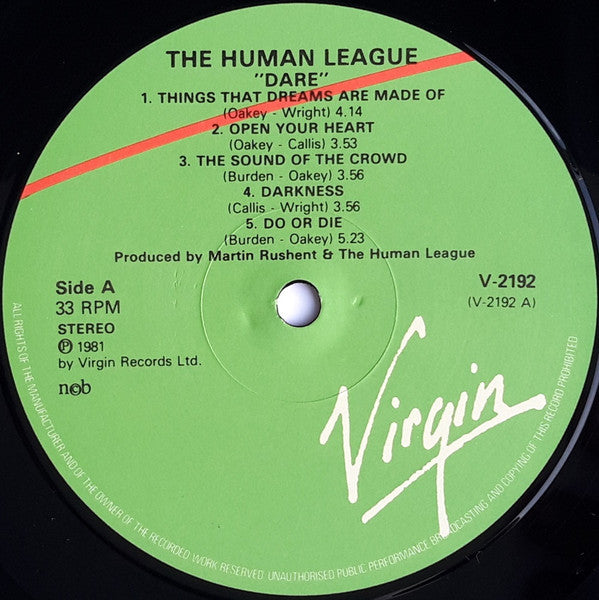 THE HUMAN LEAGUE
"DARE"
1. THINGS THAT DREAMS ARE MADE OF
(Oakey - Wright) 4.14
2. OPEN YOUR HEART
(Oakey - Callis) 3.53
3. THE SOUND OF THE CROWD
(Burden - Oakey) 3.56
4. DARKNESS
(Callis - Wright) 3.56
5. DO OR DIE
(Burden - Oakey) 5.23
Produced by Martin Rushent & The Human League
Side A
33 RPM
STEREO
℗ 1981
by Virgin Records Ltd.
n©b
V-2192
(V-2192 A)
Virgin
ALL RIGHTS OF THE MANUFACTURER AND OF THE OWNER OF THE RECORDED WORK RESERVED UNAUTHORISED PUBLIC PERFORMANCE BROADCASTING AND COPYING OF THIS RECORD PROHIBITED